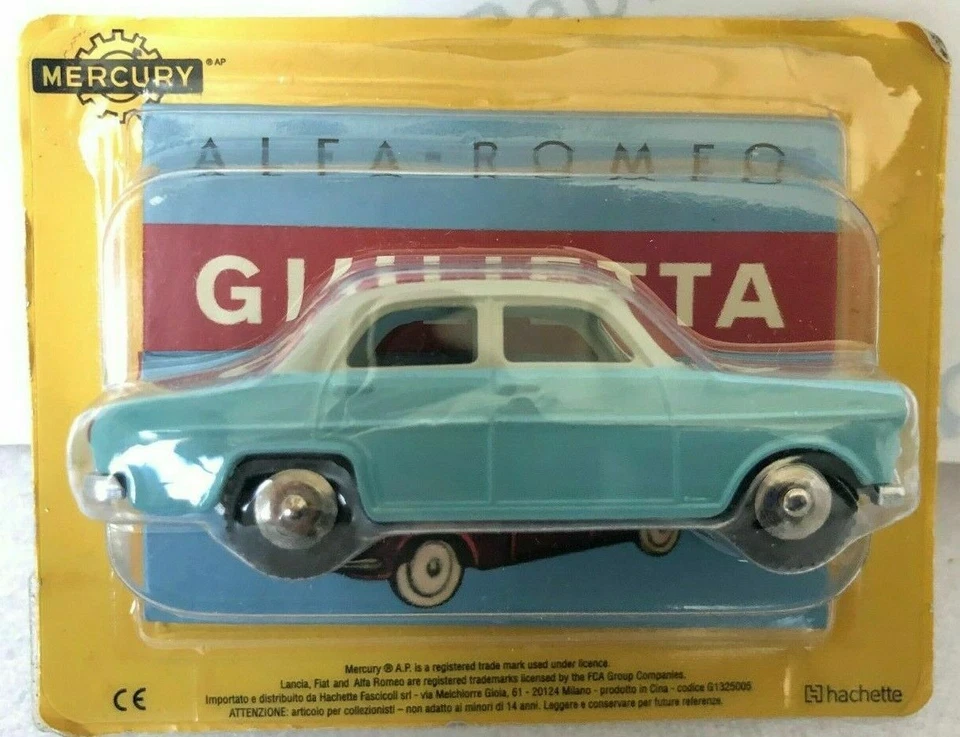 MERCURY ® AP
ALFA-ROMEO
GIULIETTA
Mercury ® A.P. is a registered trade mark used under licence.
Lancia, Fiat and Alfa Romeo are registered trademarks licensed by the FCA Group Companies.
Importato e distribuito da Hachette Fascicoli srl - via Melchiorre Gioia, 61 - 20124 Milano - prodotto in Cina - codice G1325005
ATTENZIONE: articolo per collezionisti – non adatto ai minori di 14 anni. Leggere e conservare per future referenze.
CE
hachette